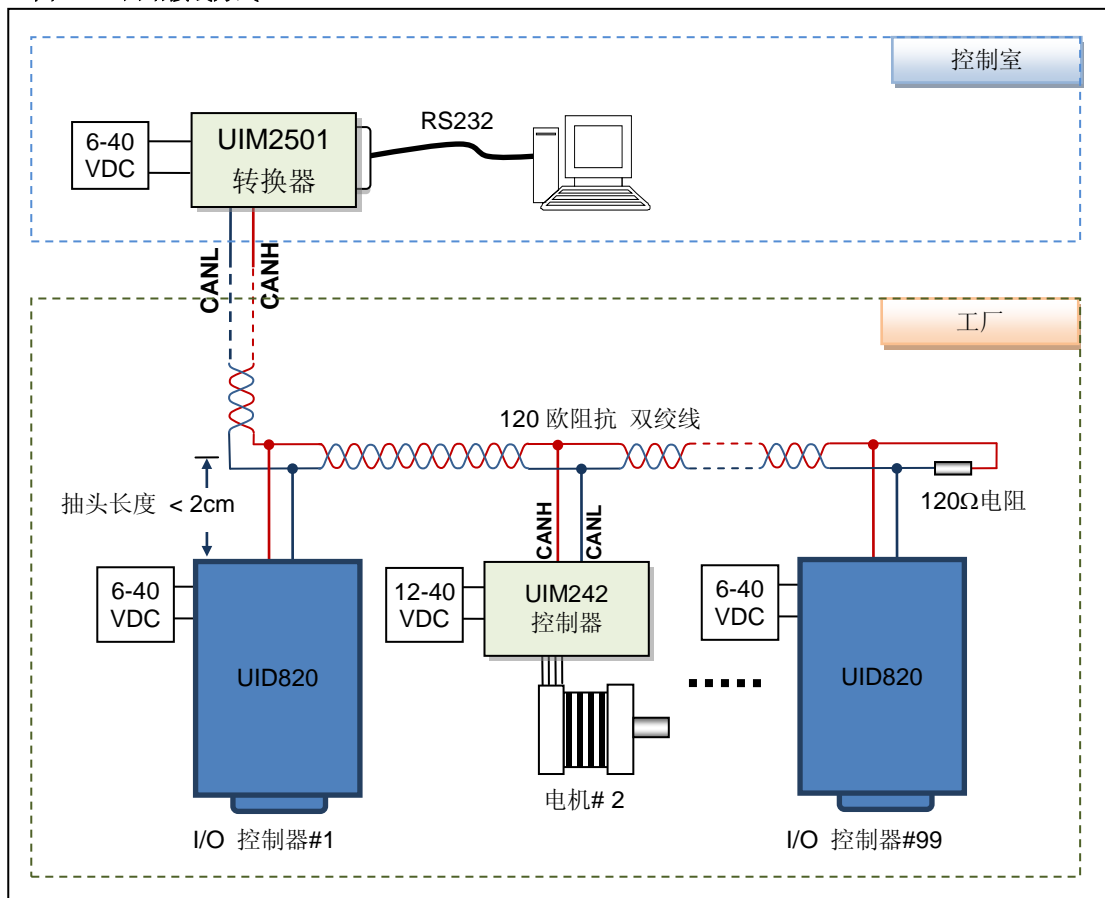 控制室
RS232
6-40
VDC
UIM2501
转换器
CANL
CANH
工厂
120 欧阻抗 双绞线
抽头长度 < 2cm
120Ω电阻
CANH
CANL
6-40
VDC
12-40
VDC
UIM242
控制器
6-40
VDC
UID820
UID820
电机# 2
I/O 控制器#1
I/O 控制器#99